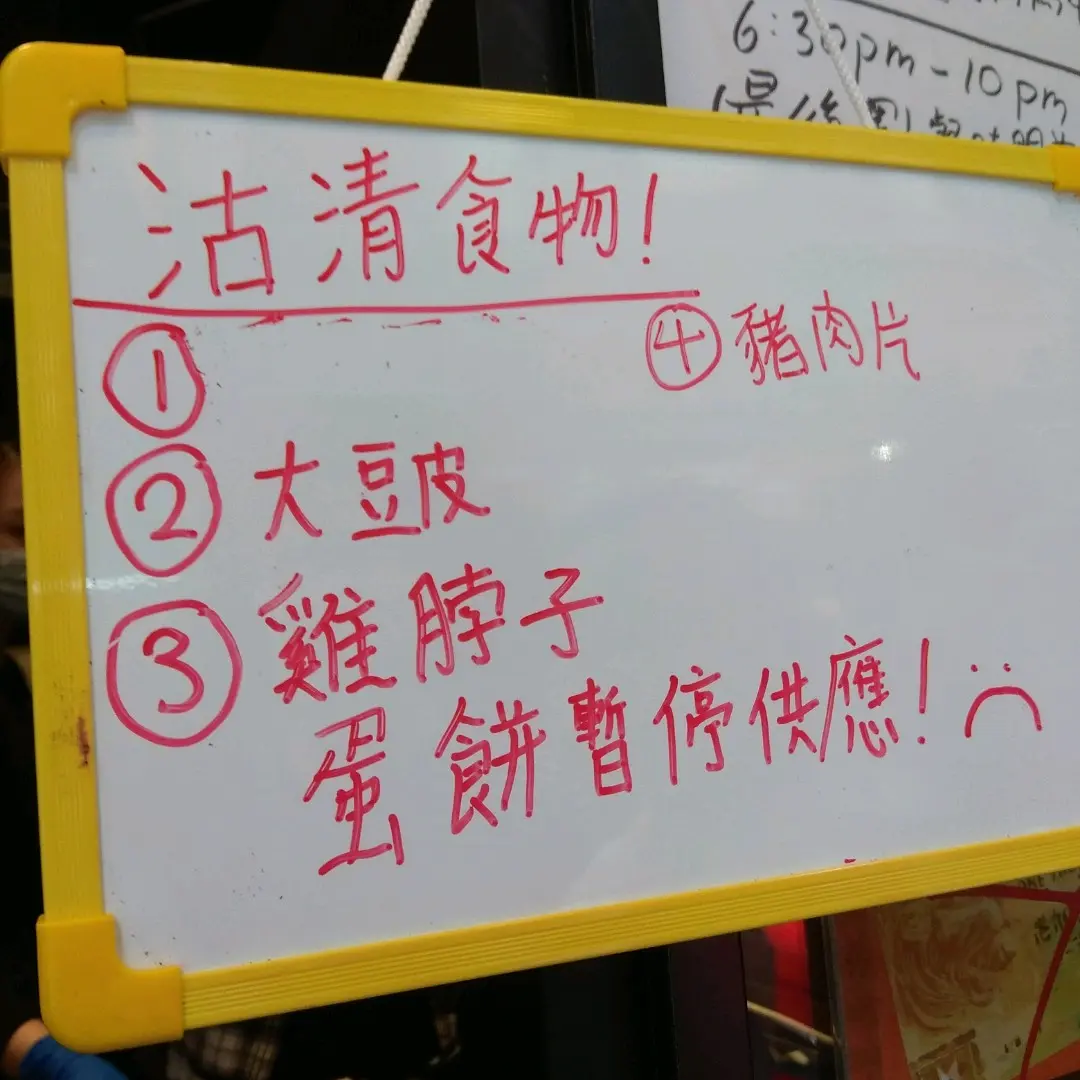 6:30pm-10pm
沽清食物!
①
② 大豆皮
③ 雞脖子
④ 豬肉片
蛋餅暫停供應! :(